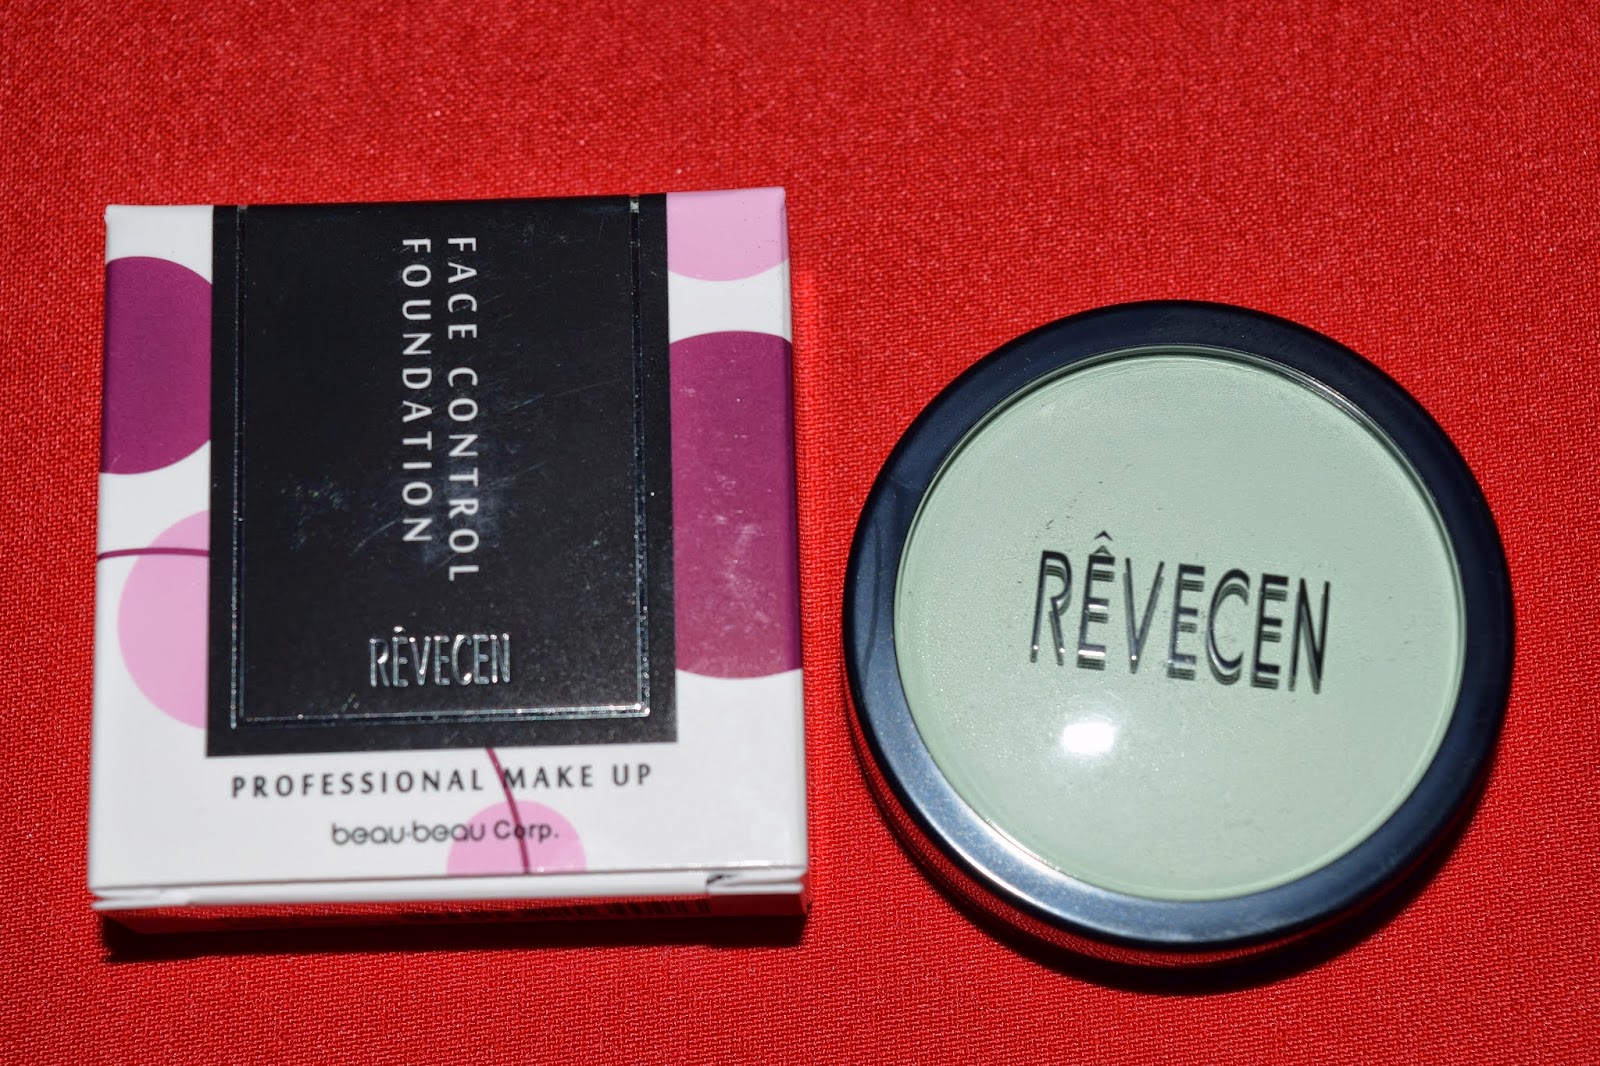 FACE CONTROL
FOUNDATION
RÊVECEN
PROFESSIONAL MAKE UP
beau-beau Corp.
RÊVECEN